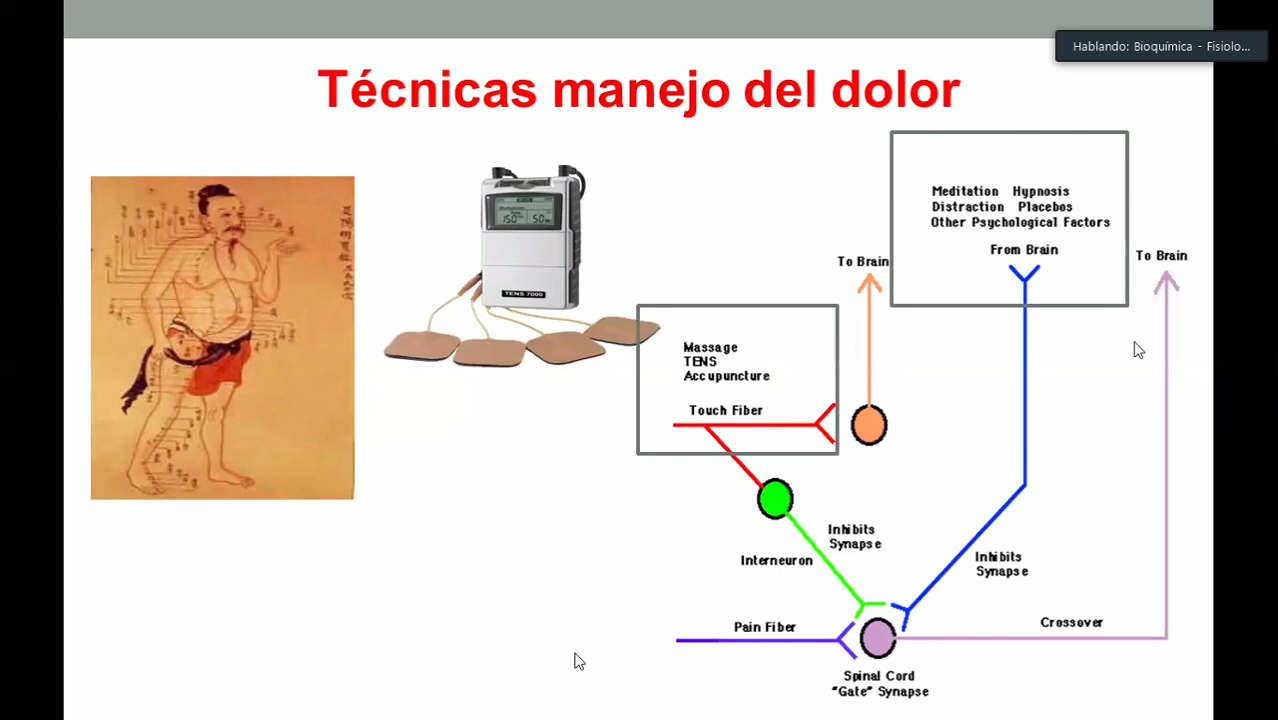 Hablando: Bioquímica - Fisiolo...
Técnicas manejo del dolor
150
50
TENS 7000
Meditation Hypnosis
Distraction Placebos
Other Psychological Factors
From Brain
To Brain
To Brain
Massage
TENS
Accupuncture
Touch Fiber
Inhibits
Synapse
Interneuron
Inhibits
Synapse
Pain Fiber
Crossover
Spinal Cord
"Gate" Synapse